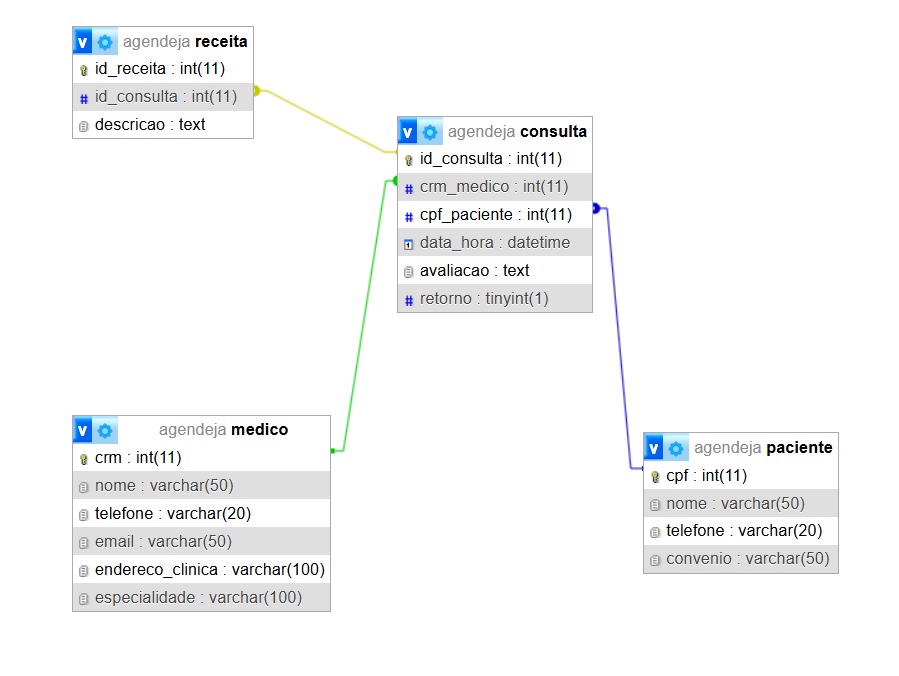 v agendeja receita
id_receita : int(11)
# id_consulta : int(11)
descricao : text
v agendeja consulta
id_consulta : int(11)
# crm_medico : int(11)
# cpf_paciente : int(11)
data_hora : datetime
avaliacao : text
# retorno : tinyint(1)
v agendeja medico
crm : int(11)
nome : varchar(50)
telefone : varchar(20)
email : varchar(50)
endereco_clinica : varchar(100)
especialidade : varchar(100)
v agendeja paciente
cpf : int(11)
nome : varchar(50)
telefone : varchar(20)
convenio : varchar(50)